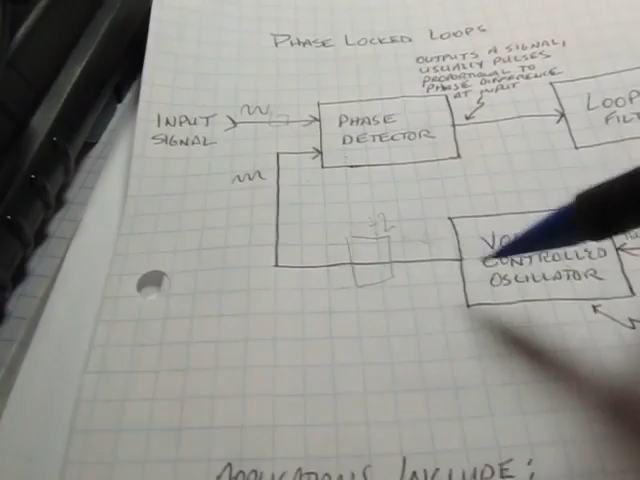 PHASE LOCKED LOOPS
OUTPUTS A SIGNAL,
USUALLY PULSES
PROPORTIONAL TO
PHASE DIFFERENCE
AT INPUT
INPUT
SIGNAL
PHASE
DETECTOR
LOOP
FILT
÷2
CONTROLLED
OSCILLATOR
APPLICATIONS INCLUDE: